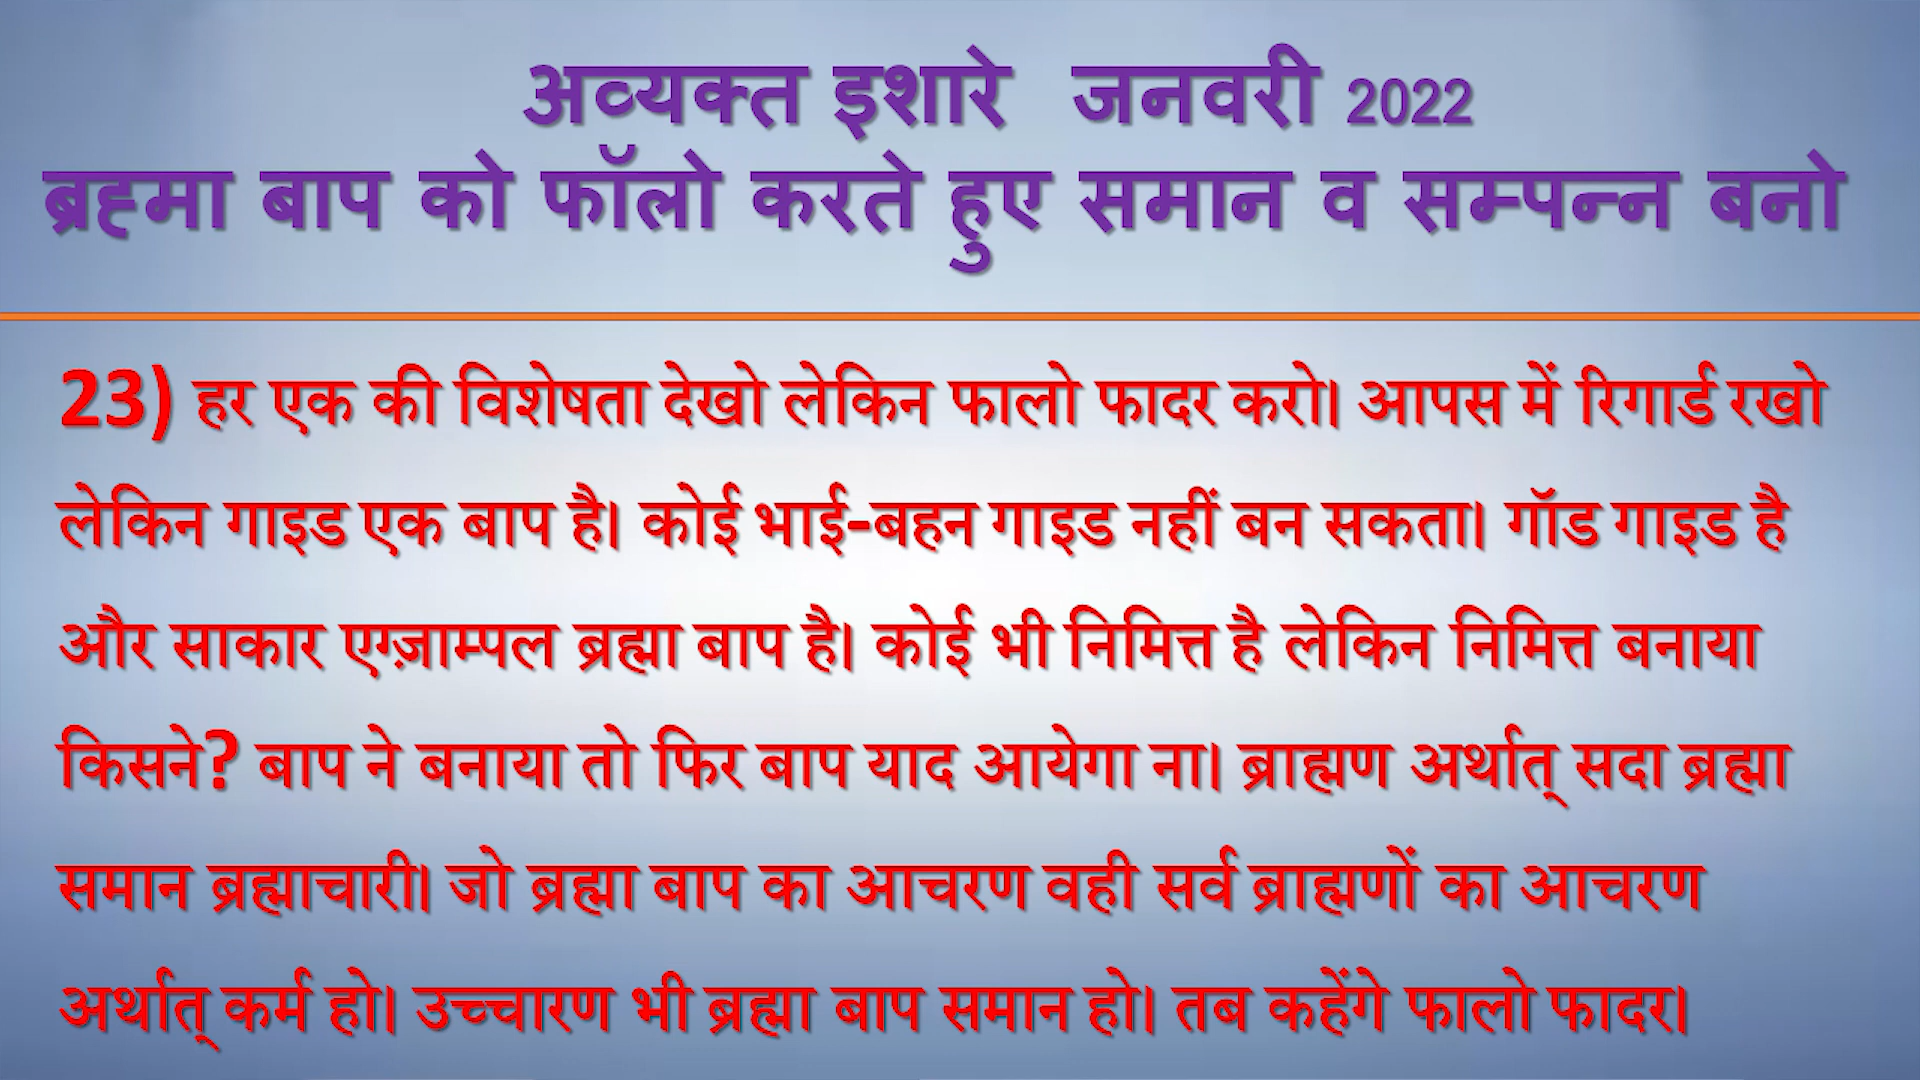 अव्यक्त इशारे जनवरी 2022
ब्रह्मा बाप को फॉलो करते हुए समान व सम्पन्न बनो
23) हर एक की विशेषता देखो लेकिन फालो फादर करो। आपस में रिगार्ड रखो
लेकिन गाइड एक बाप है। कोई भाई-बहन गाइड नहीं बन सकता। गॉड गाइड है
और साकार एग्ज़ाम्पल ब्रह्मा बाप है। कोई भी निमित्त है लेकिन निमित्त बनाया
किसने? बाप ने बनाया तो फिर बाप याद आयेगा ना। ब्राह्मण अर्थात् सदा ब्रह्मा
समान ब्रह्माचारी। जो ब्रह्मा बाप का आचरण वही सर्व ब्राह्मणों का आचरण
अर्थात् कर्म हो। उच्चारण भी ब्रह्मा बाप समान हो। तब कहेंगे फालो फादर।